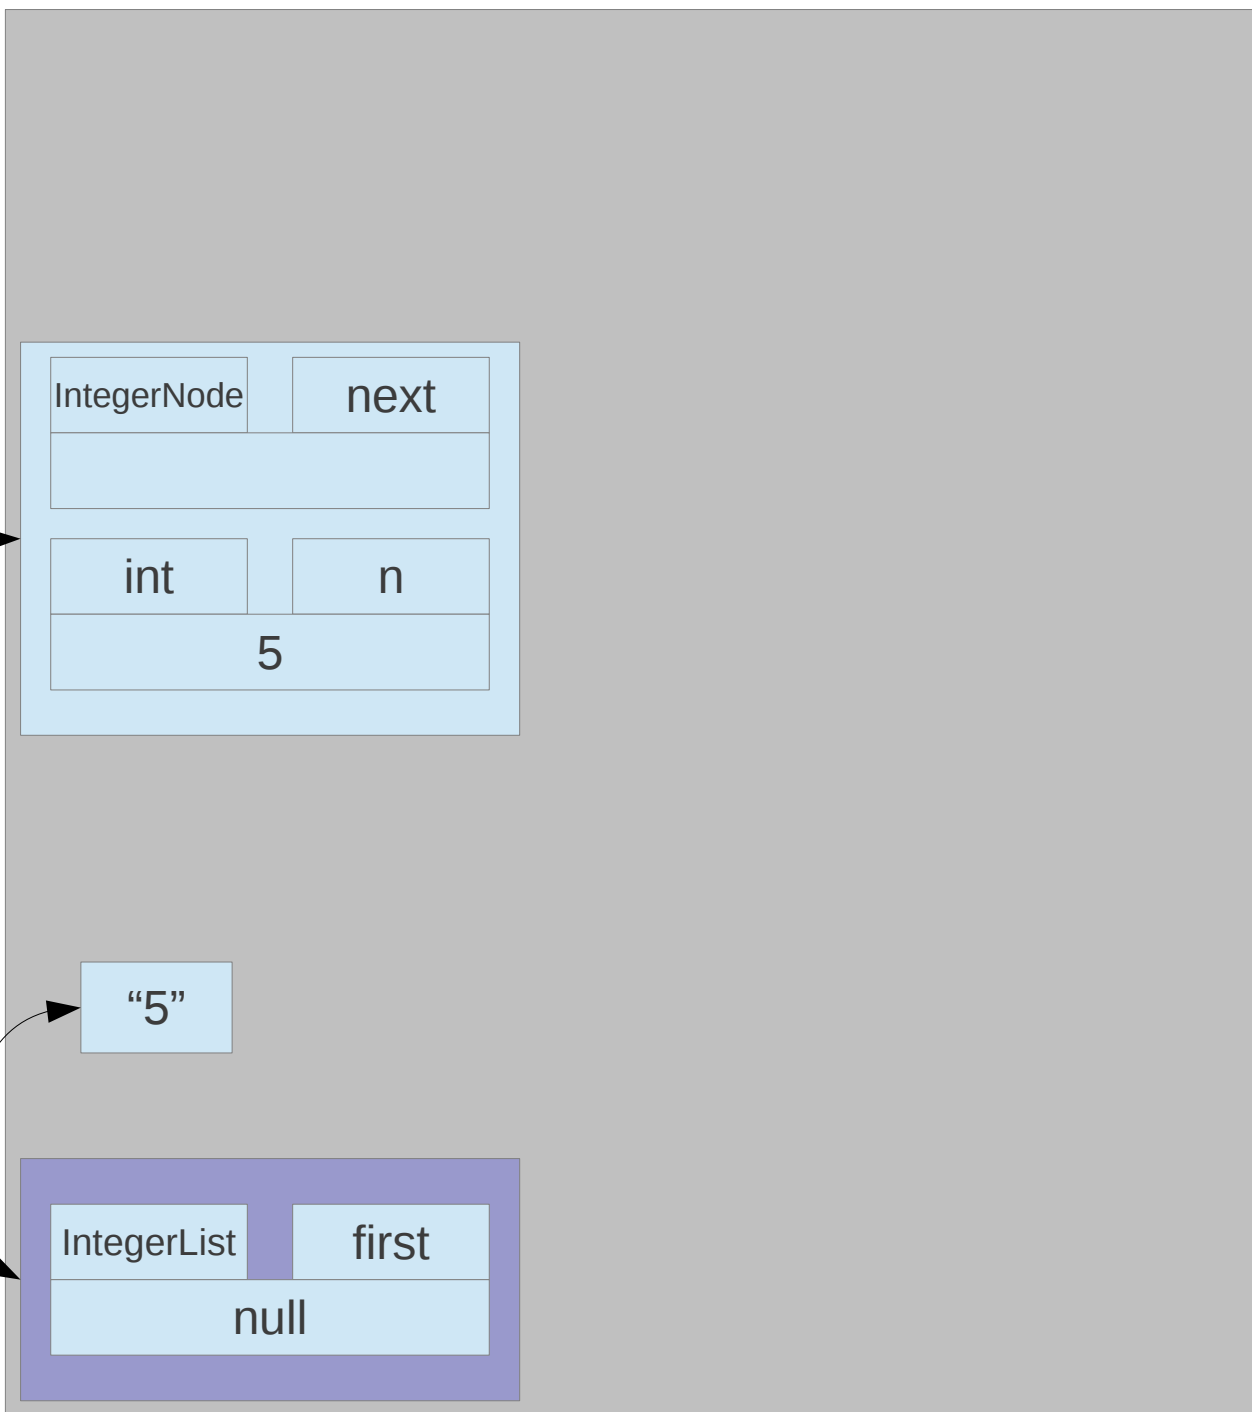 IntegerNode next
int n
5
“5”
IntegerList first
null